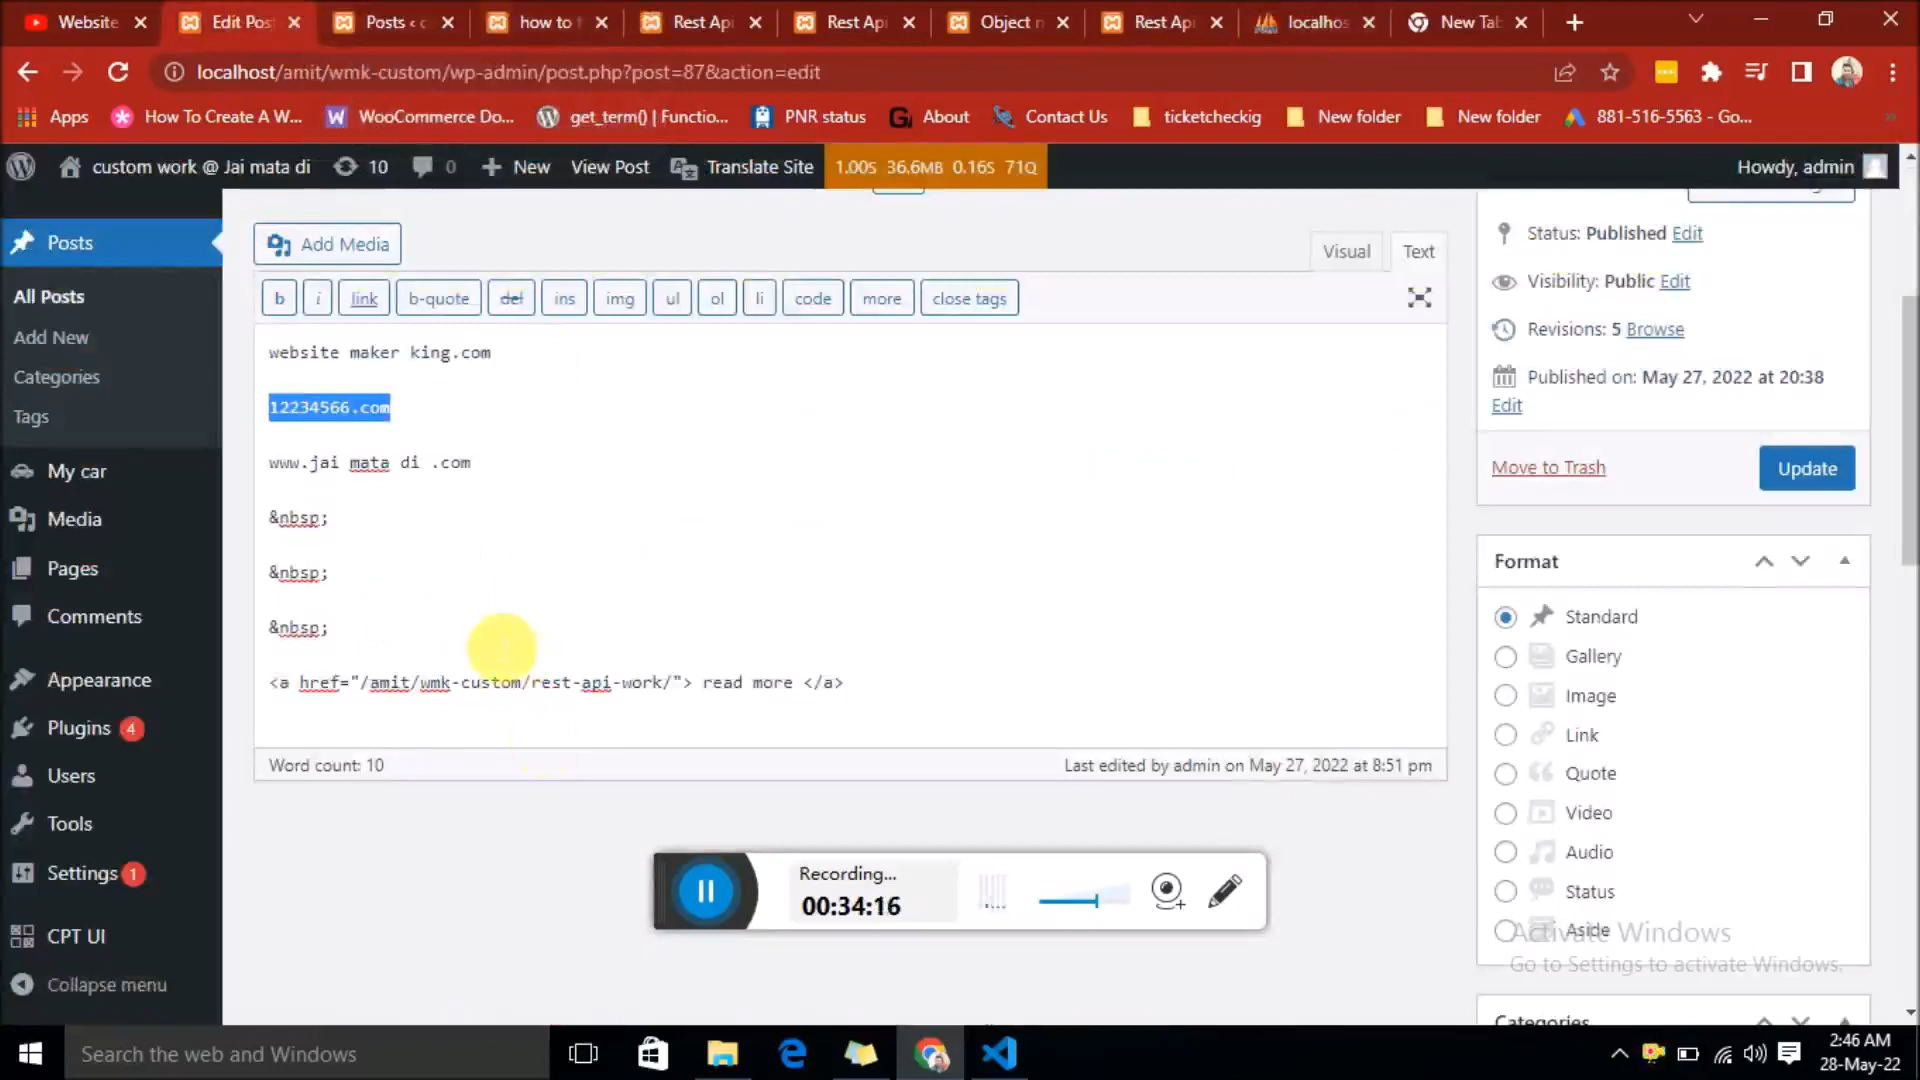 Website
Edit Pos
Posts ‹ c
how to f
Rest Api
Rest Api
Object n
Rest Api
localhos
New Tab
localhost/amit/wmk-custom/wp-admin/post.php?post=87&action=edit
Apps
How To Create A W...
WooCommerce Do...
get_term() | Functio...
PNR status
About
Contact Us
ticketcheckig
New folder
New folder
881-516-5563 - Go...
custom work @ Jai mata di
10
0
New
View Post
Translate Site
1.00S 36.6MB 0.16S 71Q
Howdy, admin
Posts
All Posts
Add New
Categories
Tags
My car
Media
Pages
Comments
Appearance
Plugins 4
Users
Tools
Settings 1
CPT UI
Collapse menu
Add Media
Visual
Text
b
i
link
b-quote
del
ins
img
ul
ol
li
code
more
close tags
website maker king.com
12234566.com
www.jai mata di .com
&nbsp;
&nbsp;
&nbsp;
<a href="/amit/wmk-custom/rest-api-work/"> read more </a>
Word count: 10
Last edited by admin on May 27, 2022 at 8:51 pm
Status: Published Edit
Visibility: Public Edit
Revisions: 5 Browse
Published on: May 27, 2022 at 20:38
Edit
Move to Trash
Update
Format
Standard
Gallery
Image
Link
Quote
Video
Audio
Status
Aside
Categories
Activate Windows
Go to Settings to activate Windows.
Recording...
00:34:16
Search the web and Windows
2:46 AM
28-May-22